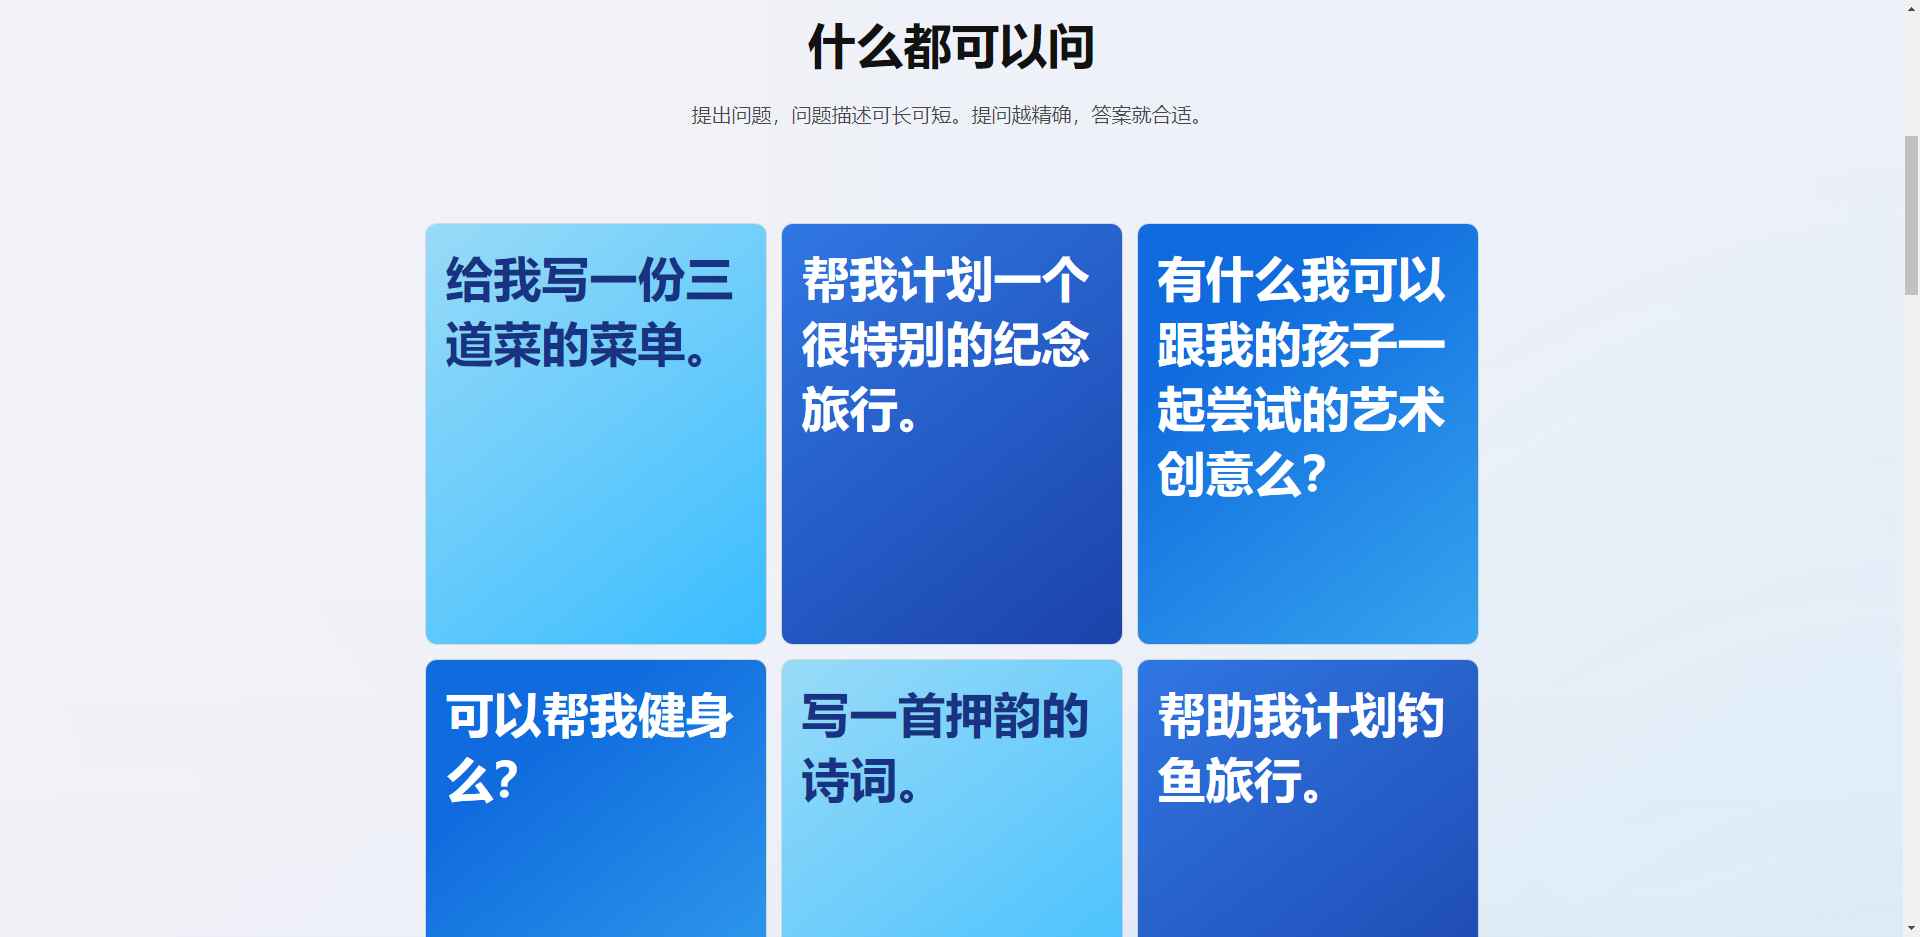 什么都可以问
提出问题，问题描述可长可短。提问越精确，答案就合适。
给我写一份三
道菜的菜单。
帮我计划一个
很特别的纪念
旅行。
有什么我可以
跟我的孩子一
起尝试的艺术
创意么？
可以帮我健身
么？
写一首押韵的
诗词。
帮助我计划钓
鱼旅行。